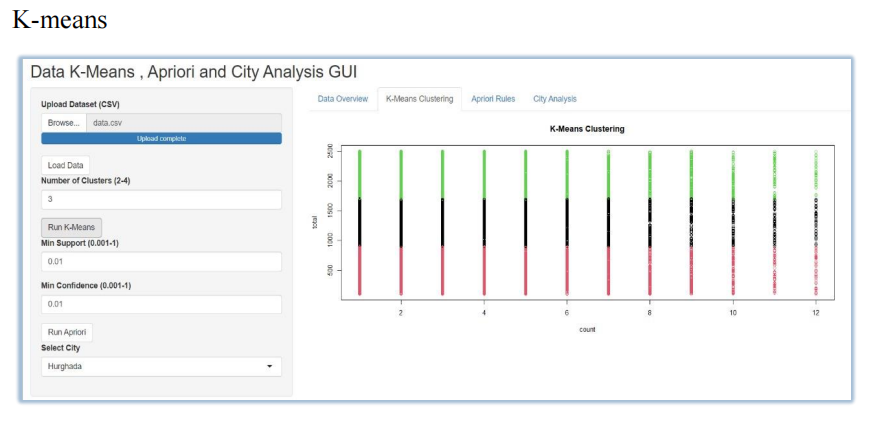 K-means
Data K-Means , Apriori and City Analysis GUI
Upload Dataset (CSV)
Browse... data.csv
Upload complete
Load Data
Number of Clusters (2-4)
3
Run K-Means
Min Support (0.001-1)
0.01
Min Confidence (0.001-1)
0.01
Run Apriori
Select City
Hurghada
Data Overview K-Means Clustering Apriori Rules City Analysis
K-Means Clustering
total
2500
2000
1500
1000
500
2 4 6 8 10 12
count